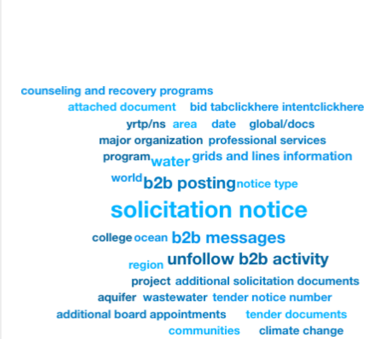 counseling and recovery programs
attached document bid tabclickhere intentclickhere
yrtp/ns area date global/docs
major organization professional services
program water grids and lines information
world b2b posting notice type
solicitation notice
college ocean b2b messages
region unfollow b2b activity
project additional solicitation documents
aquifer wastewater tender notice number
additional board appointments tender documents
communities climate change